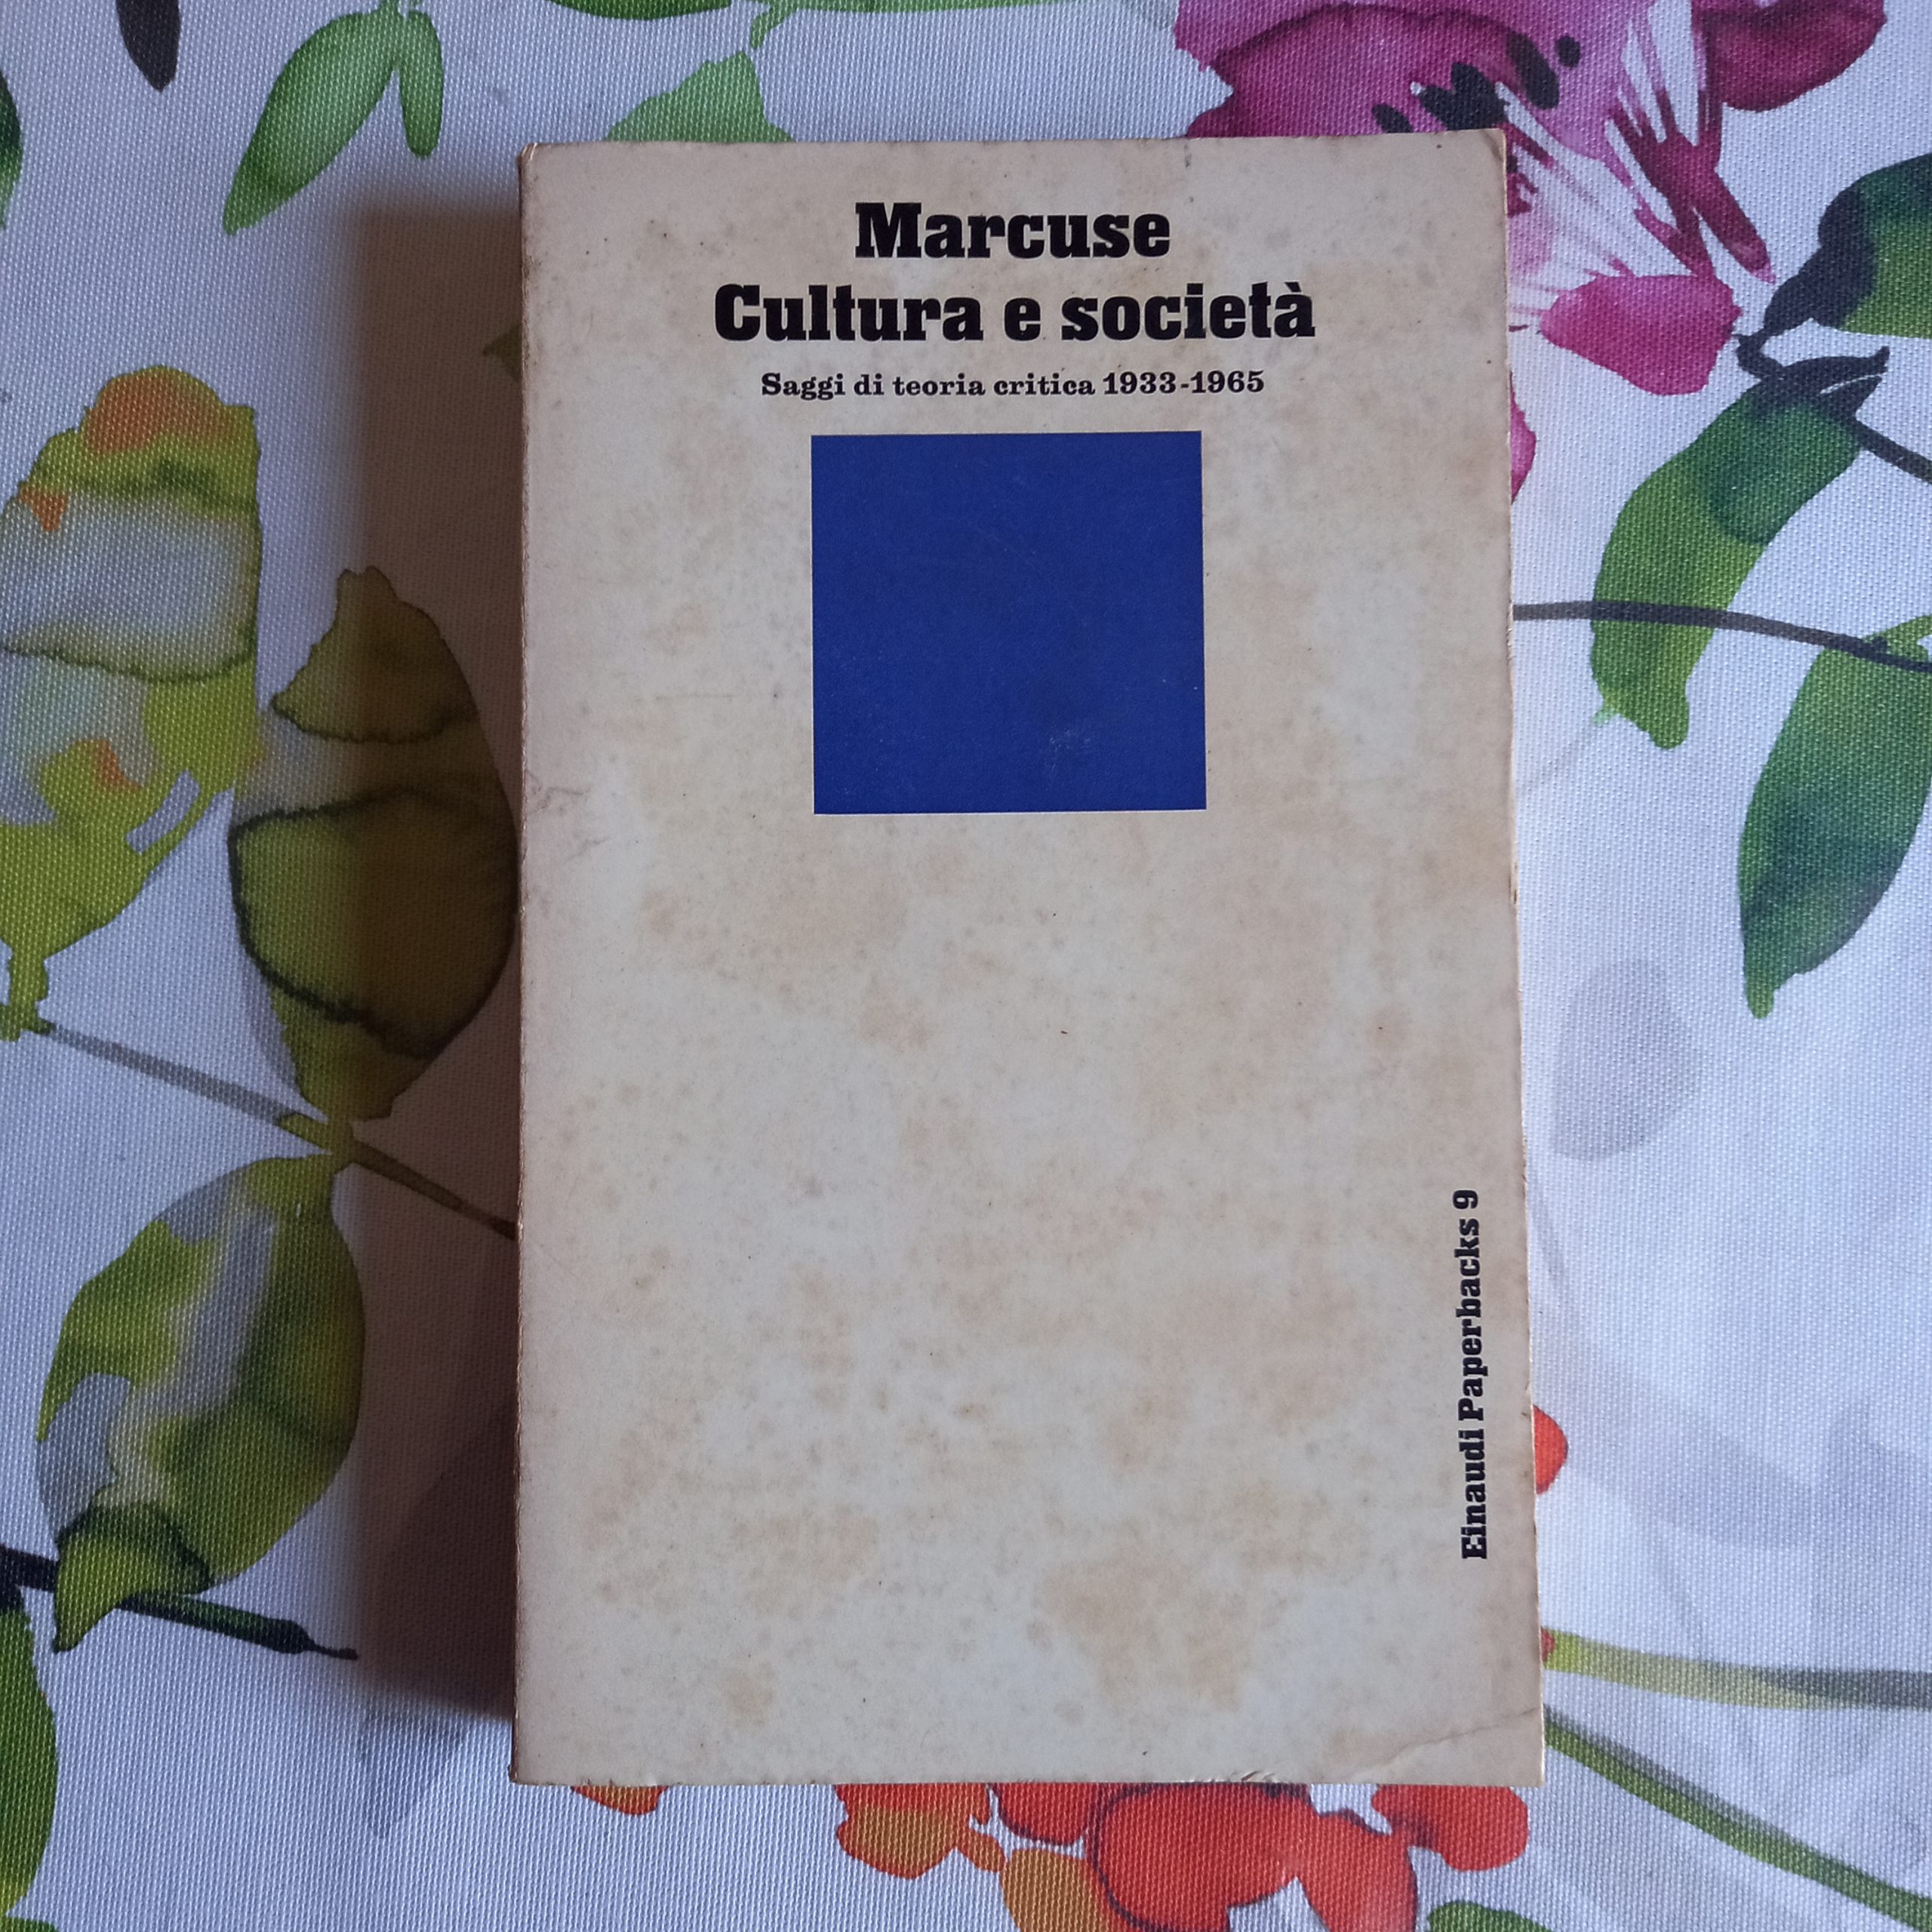 Marcuse
Cultura e società
Saggi di teoria critica 1933-1965
Einaudi Paperbacks 9